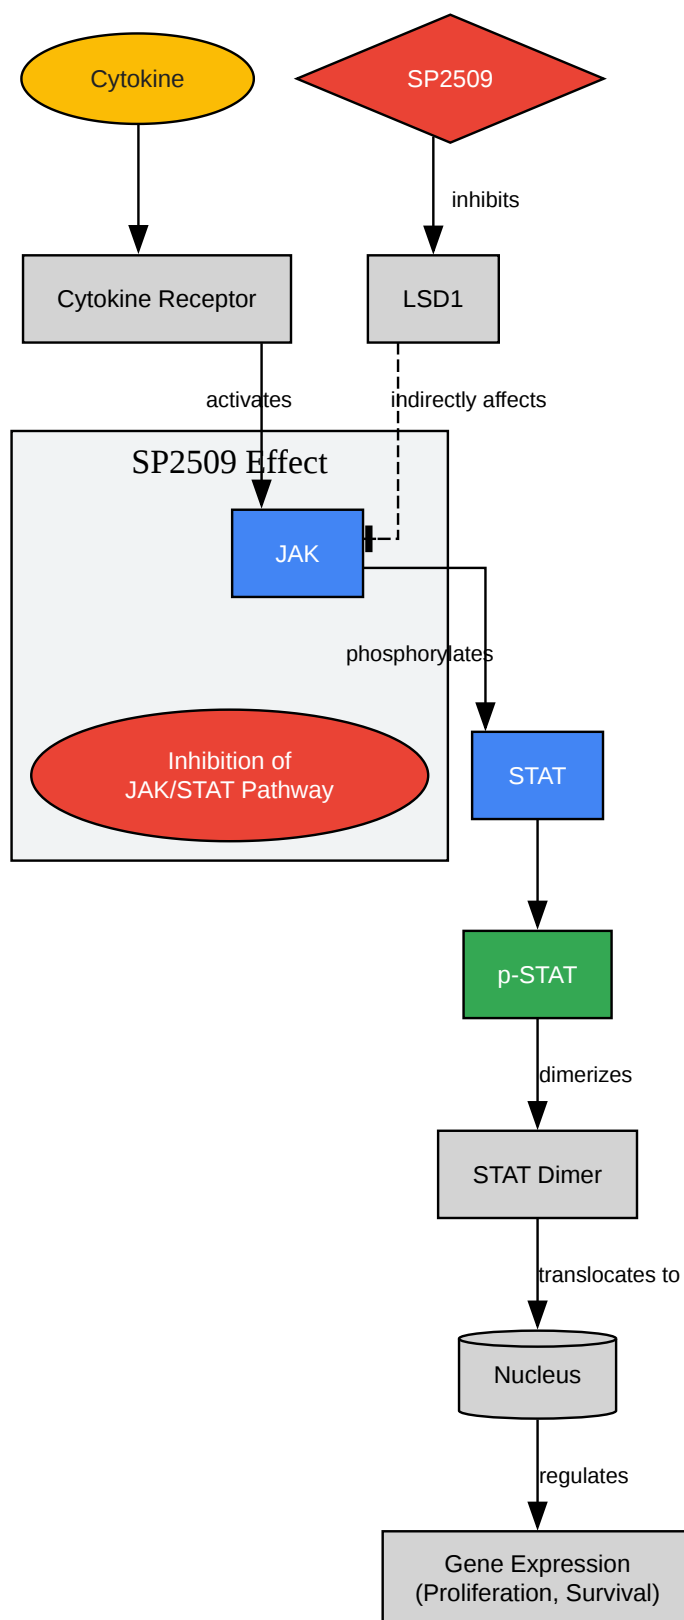 Cytokine
SP2509
inhibits
Cytokine Receptor
LSD1
activates
indirectly affects
SP2509 Effect
JAK
phosphorylates
Inhibition of
JAK/STAT Pathway
STAT
p-STAT
dimerizes
STAT Dimer
translocates to
Nucleus
regulates
Gene Expression
(Proliferation, Survival)